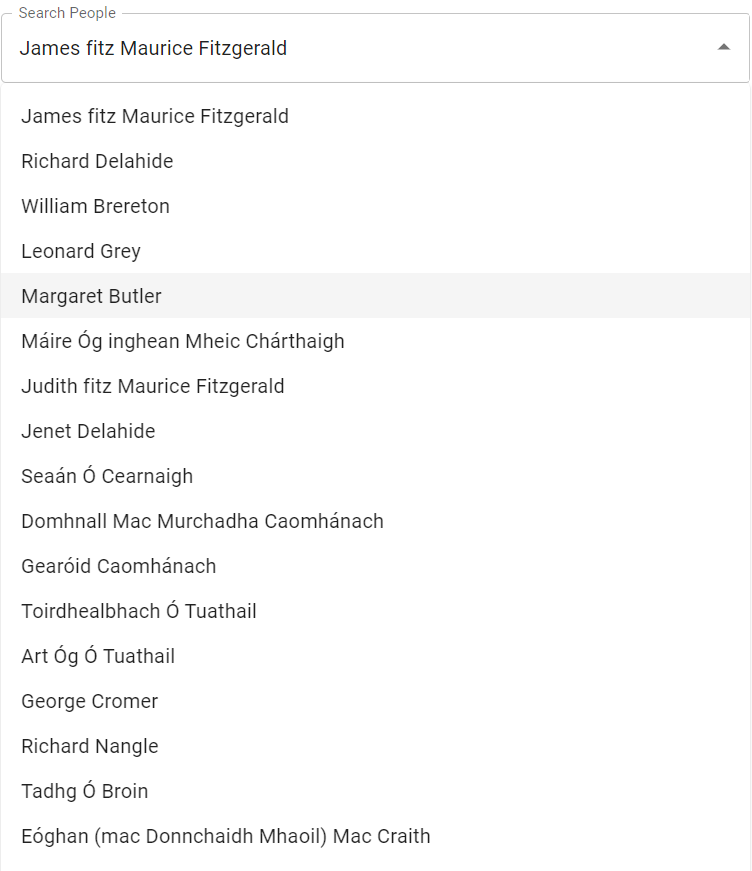 Search People
James fitz Maurice Fitzgerald
James fitz Maurice Fitzgerald
Richard Delahide
William Brereton
Leonard Grey
Margaret Butler
Máire Óg inghean Mheic Chárthaigh
Judith fitz Maurice Fitzgerald
Jenet Delahide
Seaán Ó Cearnaigh
Domhnall Mac Murchadha Caomhánach
Gearóid Caomhánach
Toirdhealbhach Ó Tuathail
Art Óg Ó Tuathail
George Cromer
Richard Nangle
Tadhg Ó Broin
Eóghan (mac Donnchaidh Mhaoil) Mac Craith